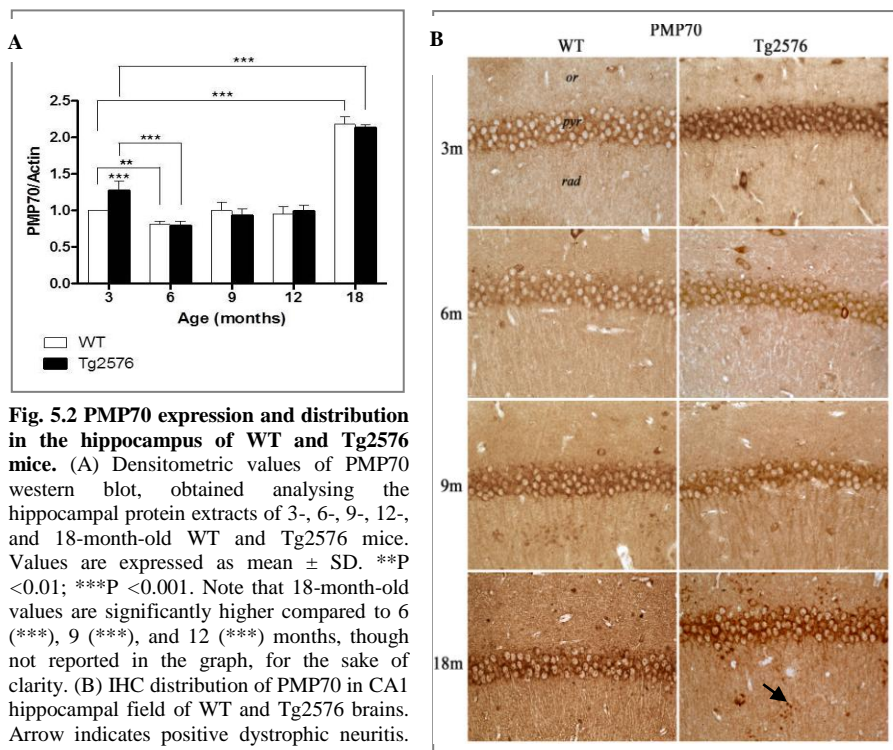 A
***
***
***
**
***
2.5
2.0
1.5
1.0
0.5
0.0
PMP70/Actin
3 6 9 12 18
Age (months)
WT
Tg2576
Fig. 5.2 PMP70 expression and distribution
in the hippocampus of WT and Tg2576
mice. (A) Densitometric values of PMP70
western blot, obtained analysing the
hippocampal protein extracts of 3-, 6-, 9-, 12-,
and 18-month-old WT and Tg2576 mice.
Values are expressed as mean ± SD. **P
<0.01; ***P <0.001. Note that 18-month-old
values are significantly higher compared to 6
(***), 9 (***), and 12 (***) months, though
not reported in the graph, for the sake of
clarity. (B) IHC distribution of PMP70 in CA1
hippocampal field of WT and Tg2576 brains.
Arrow indicates positive dystrophic neuritis.
B
PMP70
WT Tg2576
or
pyr
rad
3m
6m
9m
18m